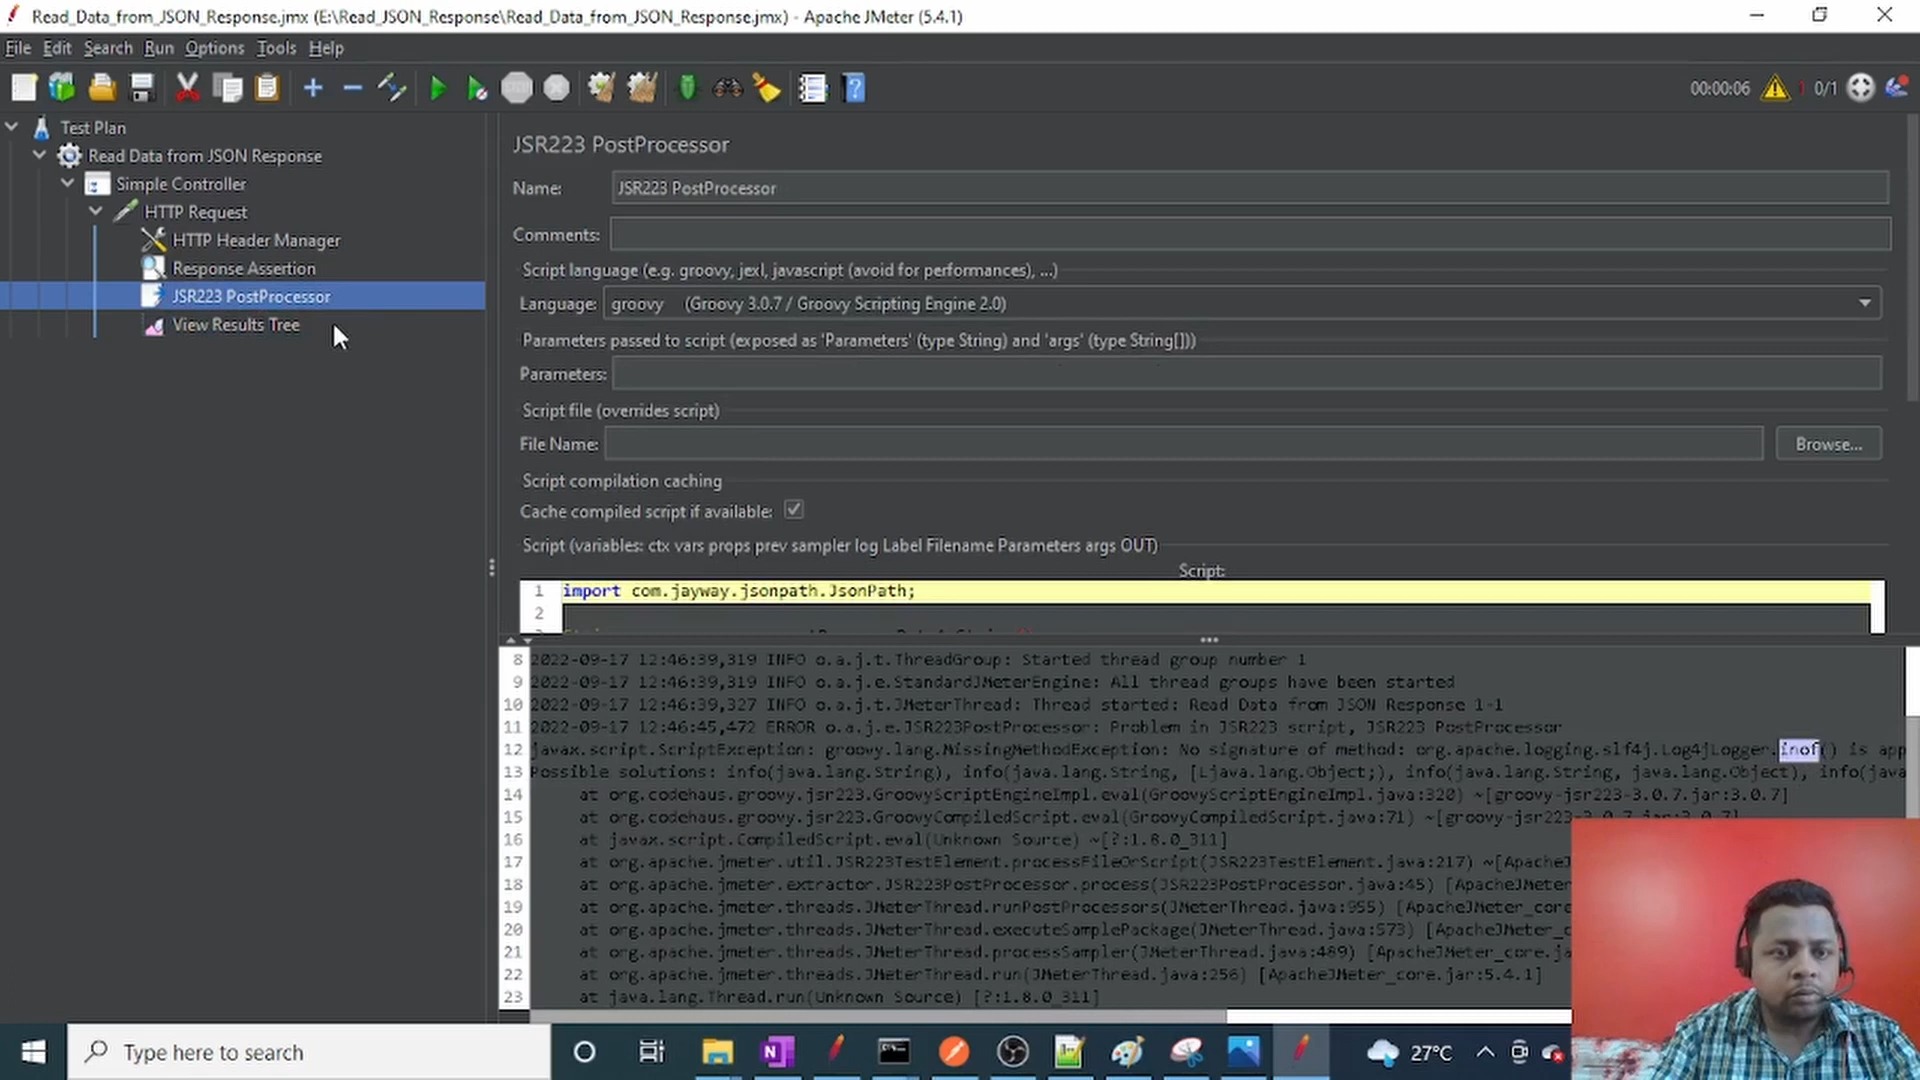 Read_Data_from_JSON_Response.jmx (E:\Read_JSON_Response\Read_Data_from_JSON_Response.jmx) - Apache JMeter (5.4.1)
File Edit Search Run Options Tools Help
STOP
00:00:06 1 0/1
Test Plan
Read Data from JSON Response
Simple Controller
HTTP Request
HTTP Header Manager
Response Assertion
JSR223 PostProcessor
View Results Tree
JSR223 PostProcessor
Name: JSR223 PostProcessor
Comments:
Script language (e.g. groovy, jexl, javascript (avoid for performances), ...)
Language: groovy (Groovy 3.0.7 / Groovy Scripting Engine 2.0)
Parameters passed to script (exposed as 'Parameters' (type String) and 'args' (type String[]))
Parameters:
Script file (overrides script)
File Name: Browse...
Script compilation caching
Cache compiled script if available:
Script (variables: ctx vars props prev sampler log Label Filename Parameters args OUT)
Script:
1 import com.jayway.jsonpath.JsonPath;
2
8 2022-09-17 12:46:39,319 INFO o.a.j.t.ThreadGroup: Started thread group number 1
9 2022-09-17 12:46:39,319 INFO o.a.j.e.StandardJMeterEngine: All thread groups have been started
10 2022-09-17 12:46:39,327 INFO o.a.j.t.JMeterThread: Thread started: Read Data from JSON Response 1-1
11 2022-09-17 12:46:45,472 ERROR o.a.j.e.JSR223PostProcessor: Problem in JSR223 script, JSR223 PostProcessor
12 javax.script.ScriptException: groovy.lang.MissingMethodException: No signature of method: org.apache.logging.slf4j.Log4jLogger.inof() is app
13 Possible solutions: info(java.lang.String), info(java.lang.String, [Ljava.lang.Object;), info(java.lang.String, java.lang.Object), info(java
14 at org.codehaus.groovy.jsr223.GroovyScriptEngineImpl.eval(GroovyScriptEngineImpl.java:320) ~[groovy-jsr223-3.0.7.jar:3.0.7]
15 at org.codehaus.groovy.jsr223.GroovyCompiledScript.eval(GroovyCompiledScript.java:71) ~[groovy-jsr223-3.0.7.jar:3.0.7]
16 at javax.script.CompiledScript.eval(Unknown Source) ~[?:1.8.0_311]
17 at org.apache.jmeter.util.JSR223TestElement.processFileOrScript(JSR223TestElement.java:217) ~[ApacheJ
18 at org.apache.jmeter.extractor.JSR223PostProcessor.process(JSR223PostProcessor.java:45) [ApacheJMeter
19 at org.apache.jmeter.threads.JMeterThread.runPostProcessors(JMeterThread.java:955) [ApacheJMeter_core
20 at org.apache.jmeter.threads.JMeterThread.executeSamplePackage(JMeterThread.java:573) [ApacheJMeter_c
21 at org.apache.jmeter.threads.JMeterThread.processSampler(JMeterThread.java:489) [ApacheJMeter_core.ja
22 at org.apache.jmeter.threads.JMeterThread.run(JMeterThread.java:256) [ApacheJMeter_core.jar:5.4.1]
23 at java.lang.Thread.run(Unknown Source) [?:1.8.0_311]
Type here to search
27°C